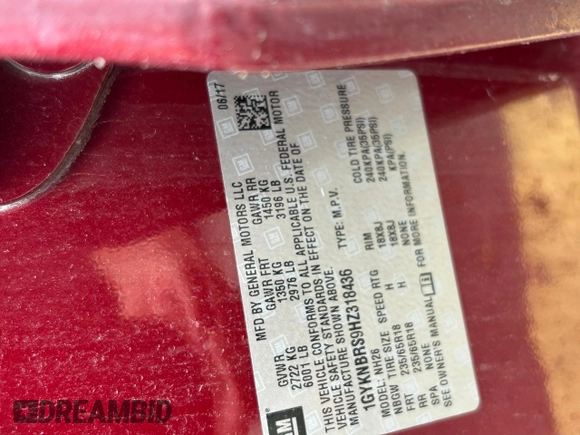 MFD BY GENERAL MOTORS LLC 06/17
GVWR GAWR FRT GAWR RR
2722 KG 1350 KG 1450 KG
6001 LB 2976 LB 3196 LB
THIS VEHICLE CONFORMS TO ALL APPLICABLE U.S. FEDERAL MOTOR
VEHICLE SAFETY STANDARDS IN EFFECT ON THE DATE OF
MANUFACTURE SHOWN ABOVE.
1GYKNBRS9HZ318436 TYPE: M.P.V.
MODEL: NH26
NBGW TIRE SIZE SPEED RTG RIM COLD TIRE PRESSURE
FRT 235/65R18 H 18X8J 240KPA(35PSI)
RR 235/65R18 H 18X8J 240KPA(35PSI)
SPA NONE NONE KPA(PSI)
SEE OWNER'S MANUAL FOR MORE INFORMATION.
GM
DREAMBID